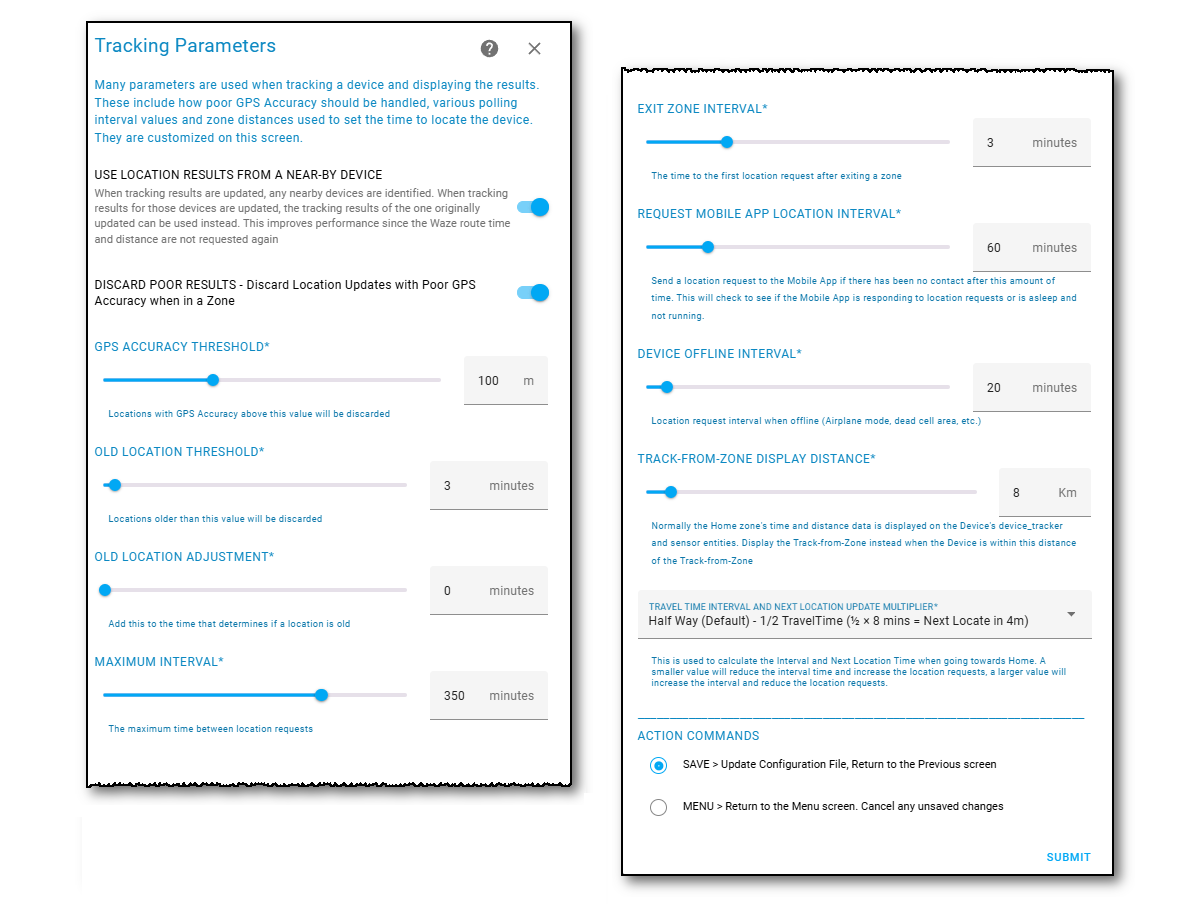 Tracking Parameters
Many parameters are used when tracking a device and displaying the results.
These include how poor GPS Accuracy should be handled, various polling
interval values and zone distances used to set the time to locate the device.
They are customized on this screen.
USE LOCATION RESULTS FROM A NEAR-BY DEVICE
When tracking results are updated, any nearby devices are identified. When tracking
results for those devices are updated, the tracking results of the one originally
updated can be used instead. This improves performance since the Waze route time
and distance are not requested again
DISCARD POOR RESULTS - Discard Location Updates with Poor GPS
Accuracy when in a Zone
GPS ACCURACY THRESHOLD*
100 m
Locations with GPS Accuracy above this value will be discarded
OLD LOCATION THRESHOLD*
3 minutes
Locations older than this value will be discarded
OLD LOCATION ADJUSTMENT*
0 minutes
Add this to the time that determines if a location is old
MAXIMUM INTERVAL*
350 minutes
The maximum time between location requests
EXIT ZONE INTERVAL*
3 minutes
The time to the first location request after exiting a zone
REQUEST MOBILE APP LOCATION INTERVAL*
60 minutes
Send a location request to the Mobile App if there has been no contact after this amount of
time. This will check to see if the Mobile App is responding to location requests or is asleep and
not running.
DEVICE OFFLINE INTERVAL*
20 minutes
Location request interval when offline (Airplane mode, dead cell area, etc.)
TRACK-FROM-ZONE DISPLAY DISTANCE*
8 Km
Normally the Home zone's time and distance data is displayed on the Device's device_tracker
and sensor entities. Display the Track-from-Zone instead when the Device is within this distance
of the Track-from-Zone
TRAVEL TIME INTERVAL AND NEXT LOCATION UPDATE MULTIPLIER*
Half Way (Default) - 1/2 TravelTime (½ × 8 mins = Next Locate in 4m)
This is used to calculate the Interval and Next Location Time when going towards Home. A
smaller value will reduce the interval time and increase the location requests, a larger value will
increase the interval and reduce the location requests.
ACTION COMMANDS
SAVE > Update Configuration File, Return to the Previous screen
MENU > Return to the Menu screen. Cancel any unsaved changes
SUBMIT